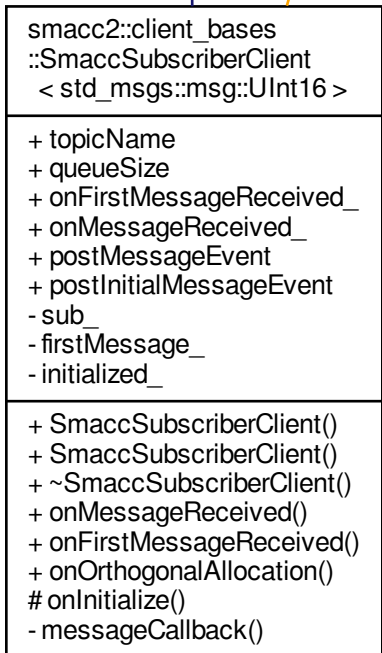 smacc2::client_bases
::SmaccSubscriberClient
< std_msgs::msg::UInt16 >
+ topicName
+ queueSize
+ onFirstMessageReceived_
+ onMessageReceived_
+ postMessageEvent
+ postInitialMessageEvent
- sub_
- firstMessage_
- initialized_
+ SmaccSubscriberClient()
+ SmaccSubscriberClient()
+ ~SmaccSubscriberClient()
+ onMessageReceived()
+ onFirstMessageReceived()
+ onOrthogonalAllocation()
# onInitialize()
- messageCallback()